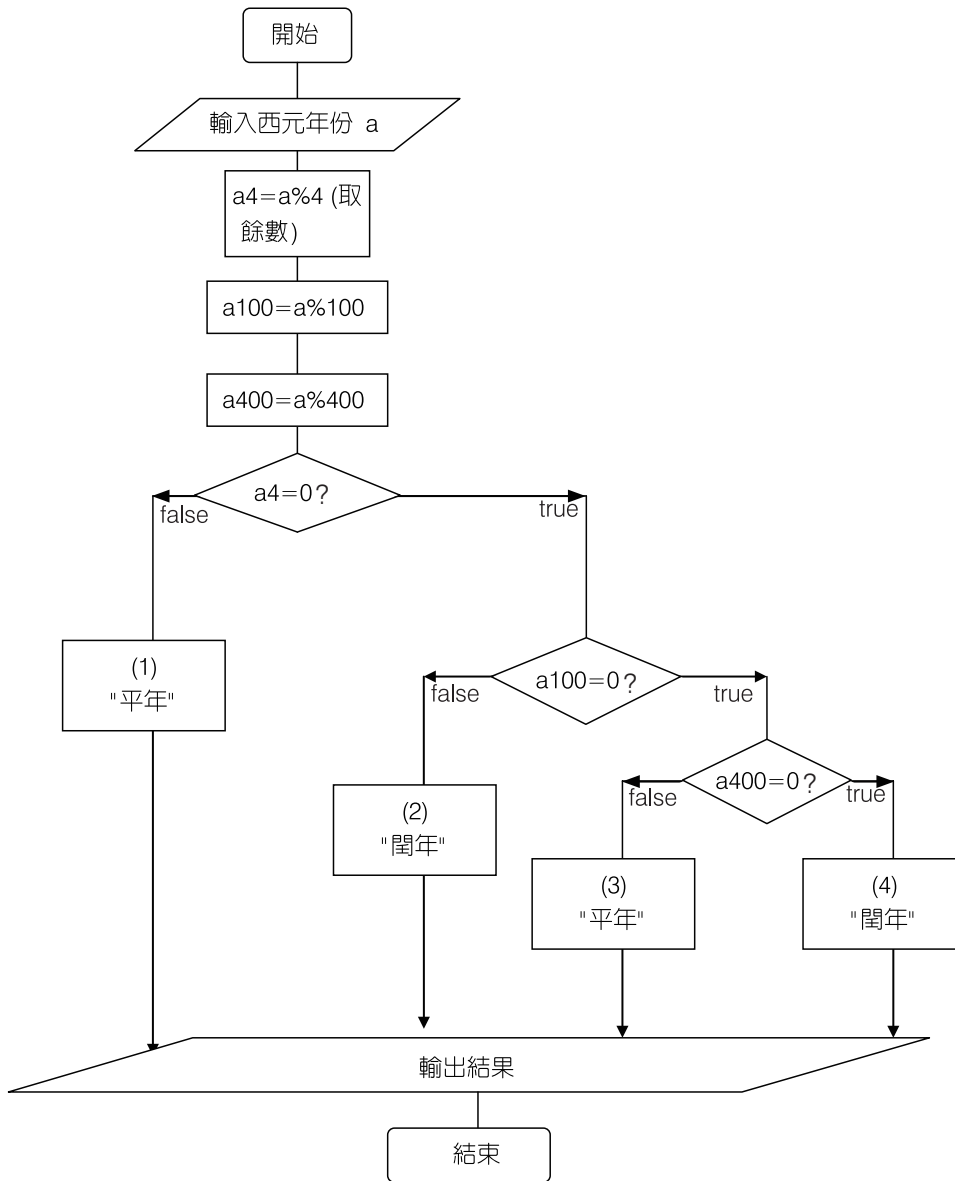 開始
輸入西元年份 a
a4=a%4 (取
餘數)
a100=a%100
a400=a%400
a4=0?
false
true
(1)
"平年"
a100=0?
false
true
a400=0?
false
true
(2)
"閏年"
(3)
"平年"
(4)
"閏年"
輸出結果
結束